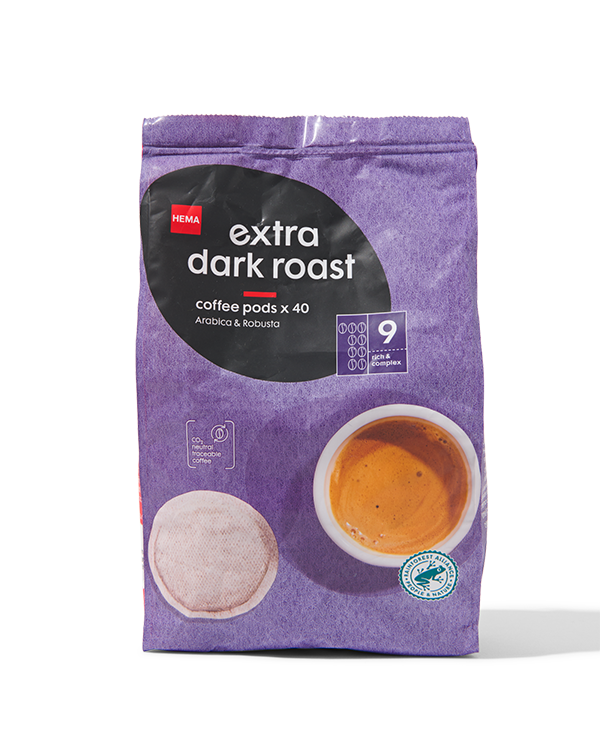 HEMA
extra
dark roast
coffee pods x 40
Arabica & Robusta
9
rich &
complex
CO₂
neutral
traceable
coffee
RAINFOREST ALLIANCE
PEOPLE & NATURE